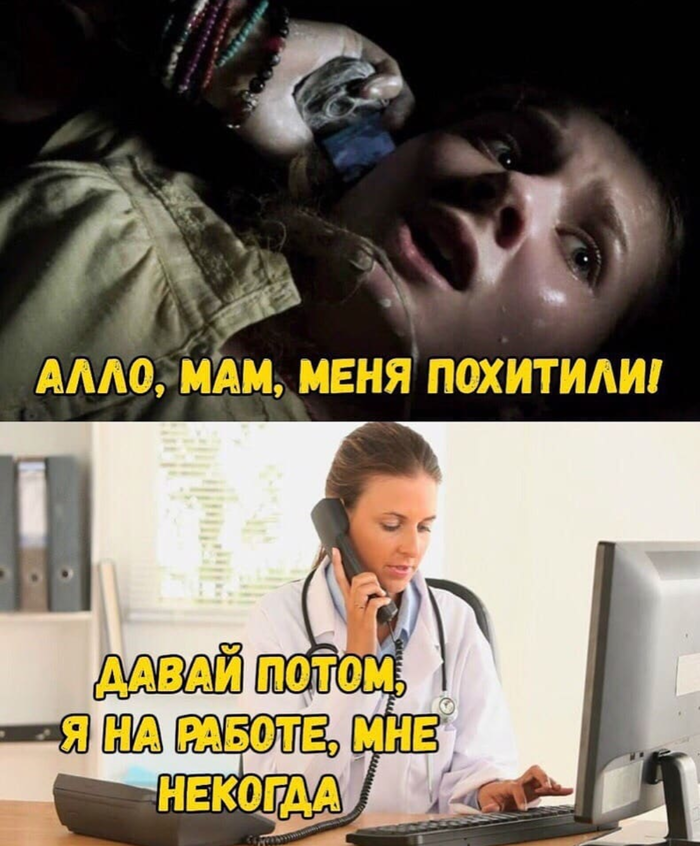 АЛЛО, МАМ, МЕНЯ ПОХИТИЛИ!
ДАВАЙ ПОТОМ,
Я НА РАБОТЕ, МНЕ
НЕКОГДА